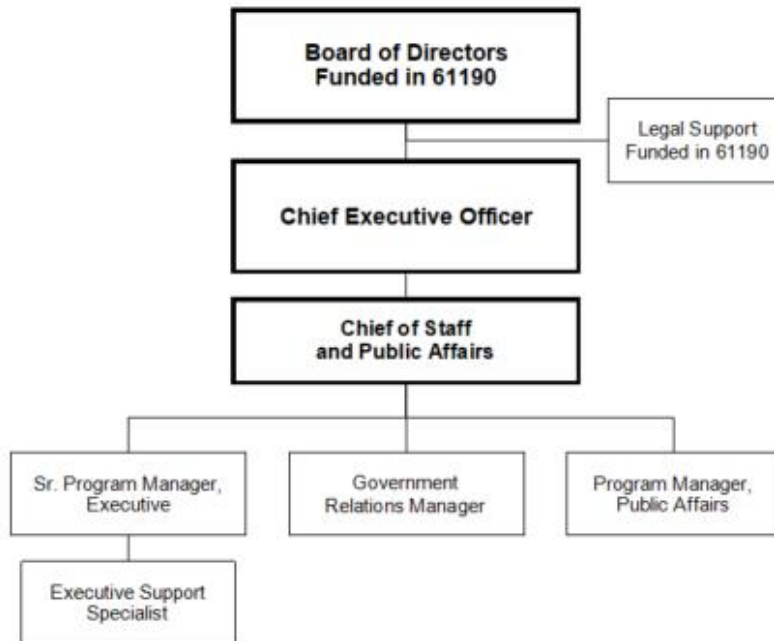 Board of Directors
Funded in 61190
Legal Support
Funded in 61190
Chief Executive Officer
Chief of Staff
and Public Affairs
Sr. Program Manager,
Executive
Government
Relations Manager
Program Manager,
Public Affairs
Executive Support
Specialist